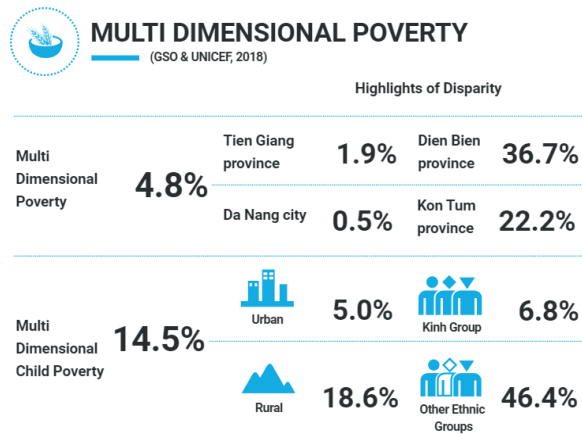 MULTI DIMENSIONAL POVERTY
(GSO & UNICEF, 2018)
Highlights of Disparity
Multi
Dimensional
Poverty
4.8%
Tien Giang
province
1.9%
Dien Bien
province
36.7%
Da Nang city
0.5%
Kon Tum
province
22.2%
Multi
Dimensional
Child Poverty
14.5%
Urban
5.0%
Kinh Group
6.8%
Rural
18.6%
Other Ethnic
Groups
46.4%